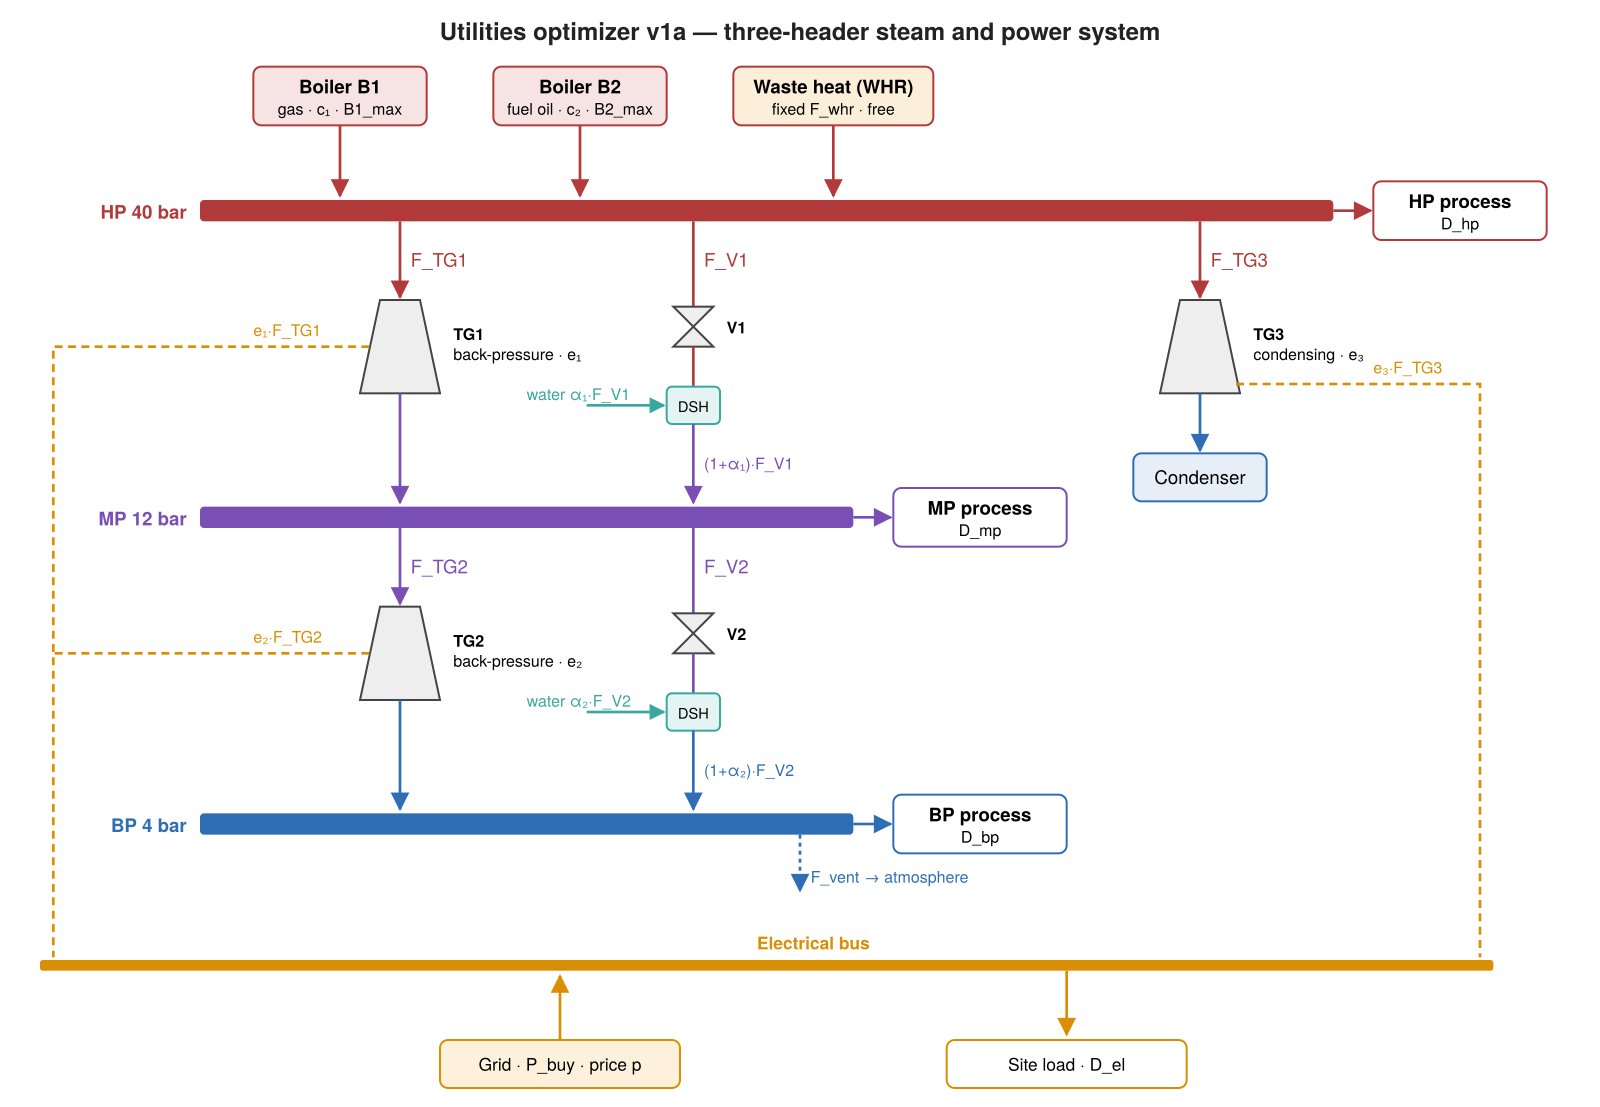 Utilities optimizer v1a — three-header steam and power system
Boiler B1
gas · c₁ · B1_max
Boiler B2
fuel oil · c₂ · B2_max
Waste heat (WHR)
fixed F_whr · free
HP 40 bar
HP process
D_hp
F_TG1
F_V1
F_TG3
e₁·F_TG1
TG1
back-pressure · e₁
V1
TG3
condensing · e₃
e₃·F_TG3
water α₁·F_V1
DSH
(1+α₁)·F_V1
Condenser
MP 12 bar
MP process
D_mp
F_TG2
F_V2
e₂·F_TG2
TG2
back-pressure · e₂
V2
water α₂·F_V2
DSH
(1+α₂)·F_V2
BP 4 bar
BP process
D_bp
F_vent → atmosphere
Electrical bus
Grid · P_buy · price p
Site load · D_el